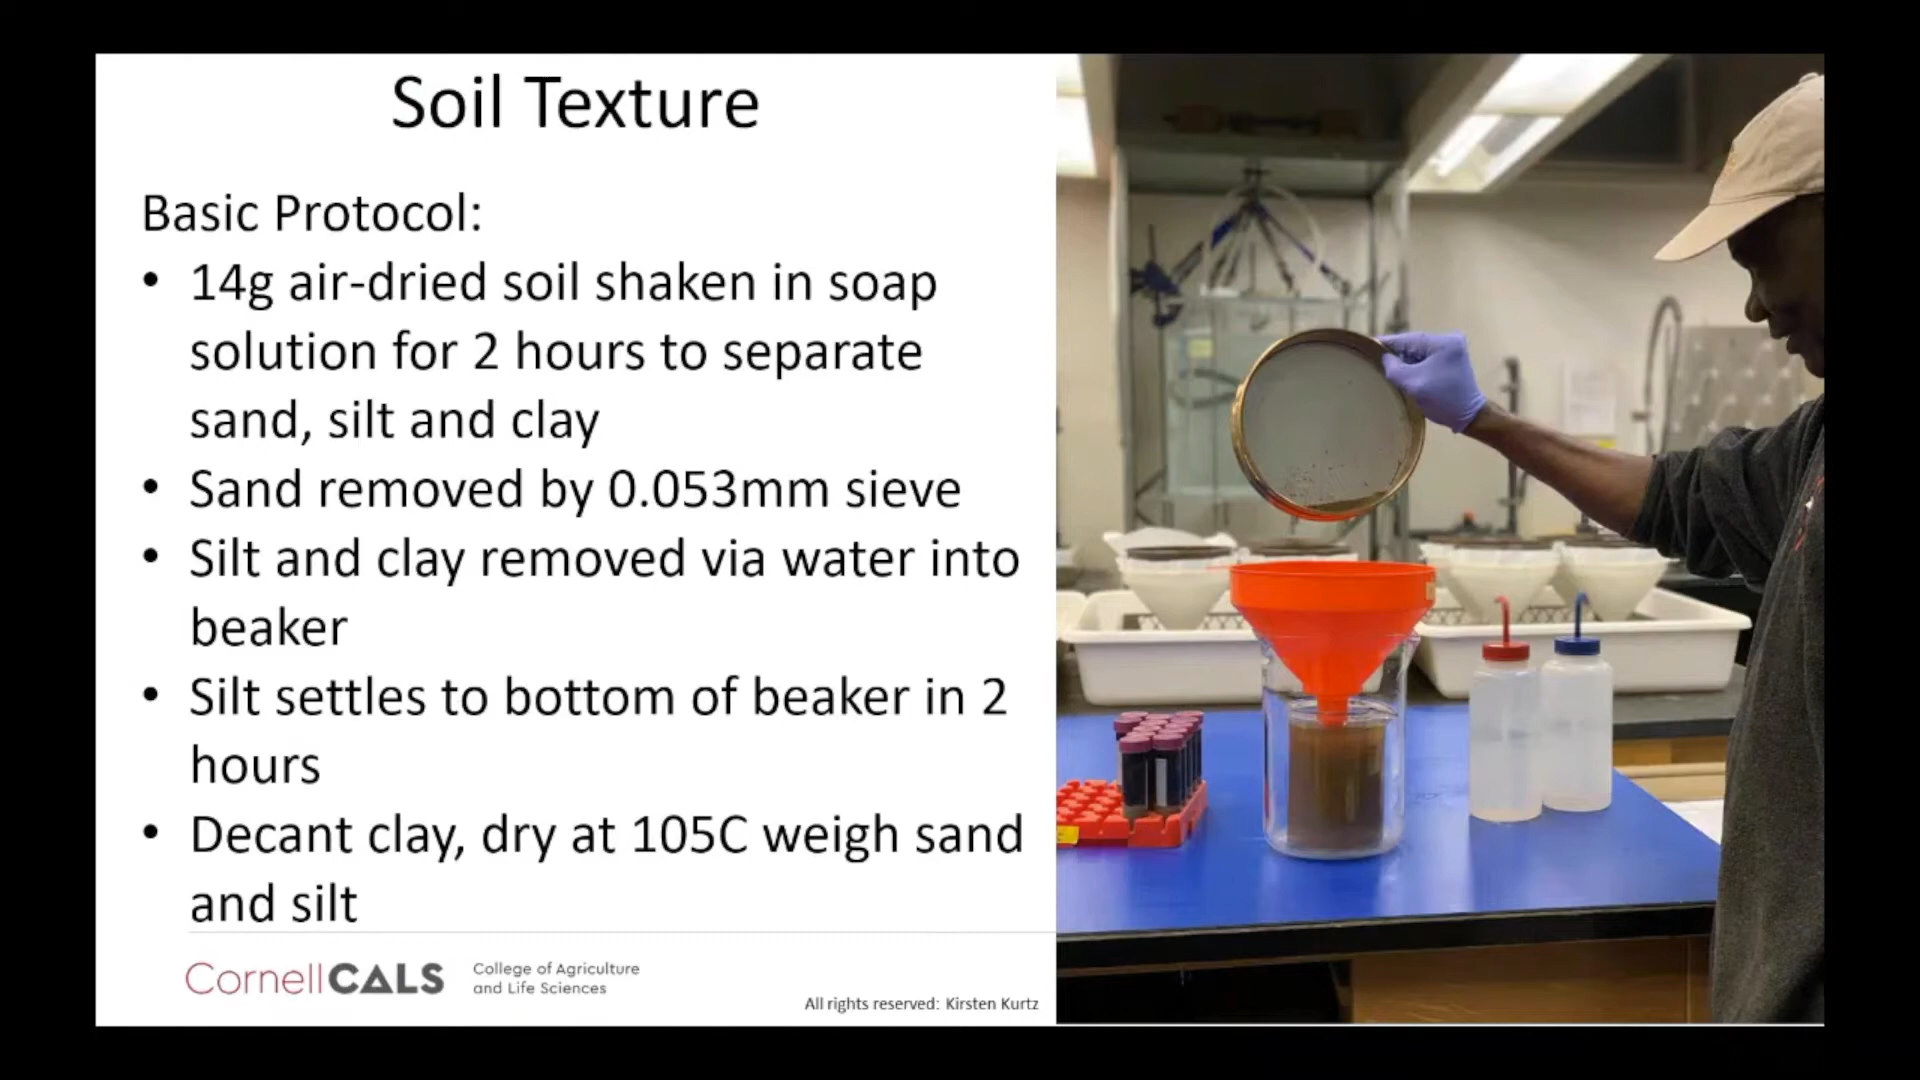 Soil Texture
Basic Protocol:
• 14g air-dried soil shaken in soap
solution for 2 hours to separate
sand, silt and clay
• Sand removed by 0.053mm sieve
• Silt and clay removed via water into
beaker
• Silt settles to bottom of beaker in 2
hours
• Decant clay, dry at 105C weigh sand
and silt
CornellCALS
College of Agriculture
and Life Sciences
All rights reserved: Kirsten Kurtz